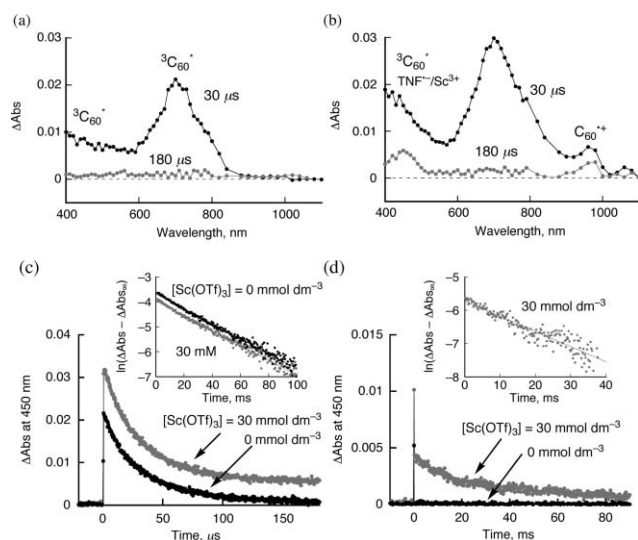 (a)
0.03
0.02
0.01
0
ΔAbs
³C₆₀*
³C₆₀*
30 μs
180 μs
400 600 800 1000
Wavelength, nm
(b)
0.03
0.02
0.01
0
ΔAbs
³C₆₀*
TNF•−/Sc³⁺
30 μs
C₆₀•+
180 μs
400 600 800 1000
Wavelength, nm
(c)
0.04
0.03
0.02
0.01
0
ΔAbs at 450 nm
−3
−4
−5
−6
−7
ln(ΔAbs − ΔAbs∞)
[Sc(OTf)₃] = 0 mmol dm⁻³
30 mM
0 20 40 60 80 100
Time, ms
[Sc(OTf)₃] = 30 mmol dm⁻³
0 mmol dm⁻³
0 50 100 150
Time, μs
(d)
0.015
0.010
0.005
0
ΔAbs at 450 nm
−5
−6
−7
−8
ln(ΔAbs − ΔAbs∞)
30 mmol dm⁻³
0 10 20 30 40
Time, ms
[Sc(OTf)₃] = 30 mmol dm⁻³
0 mmol dm⁻³
0 20 40 60 80
Time, ms